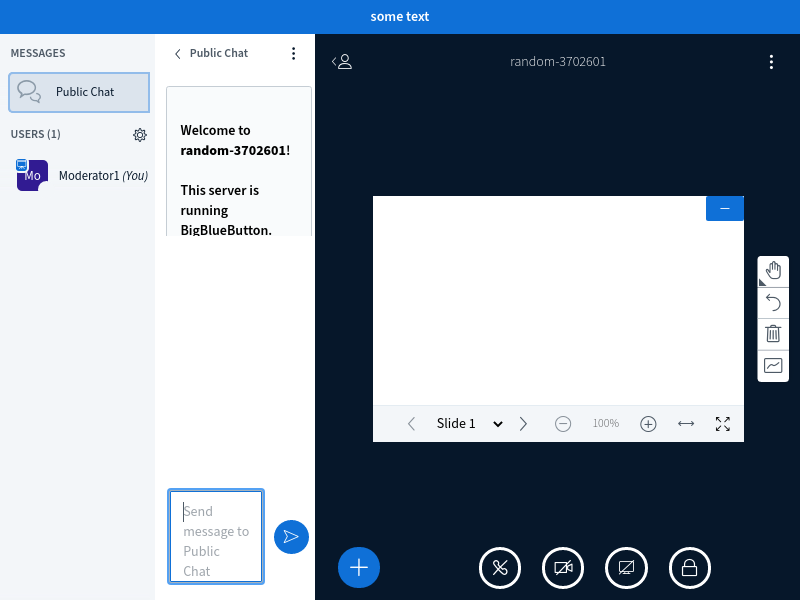 some text
MESSAGES
Public Chat
USERS (1)
Mo
Moderator1 (You)
Public Chat
Welcome to
random-3702601!
This server is
running
BigBlueButton.
Send
message to
Public
Chat
random-3702601
Slide 1
100%